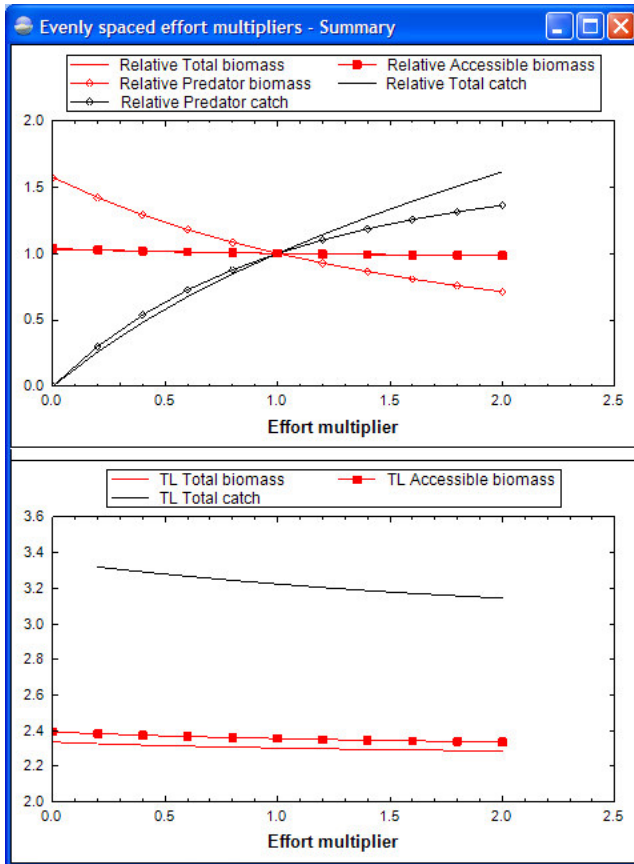 Evenly spaced effort multipliers - Summary
Relative Total biomass Relative Accessible biomass
Relative Predator biomass Relative Total catch
Relative Predator catch
2.0
1.5
1.0
0.5
0.0
0.0 0.5 1.0 1.5 2.0 2.5
Effort multiplier
TL Total biomass TL Accessible biomass
TL Total catch
3.6
3.4
3.2
3.0
2.8
2.6
2.4
2.2
2.0
0.0 0.5 1.0 1.5 2.0 2.5
Effort multiplier